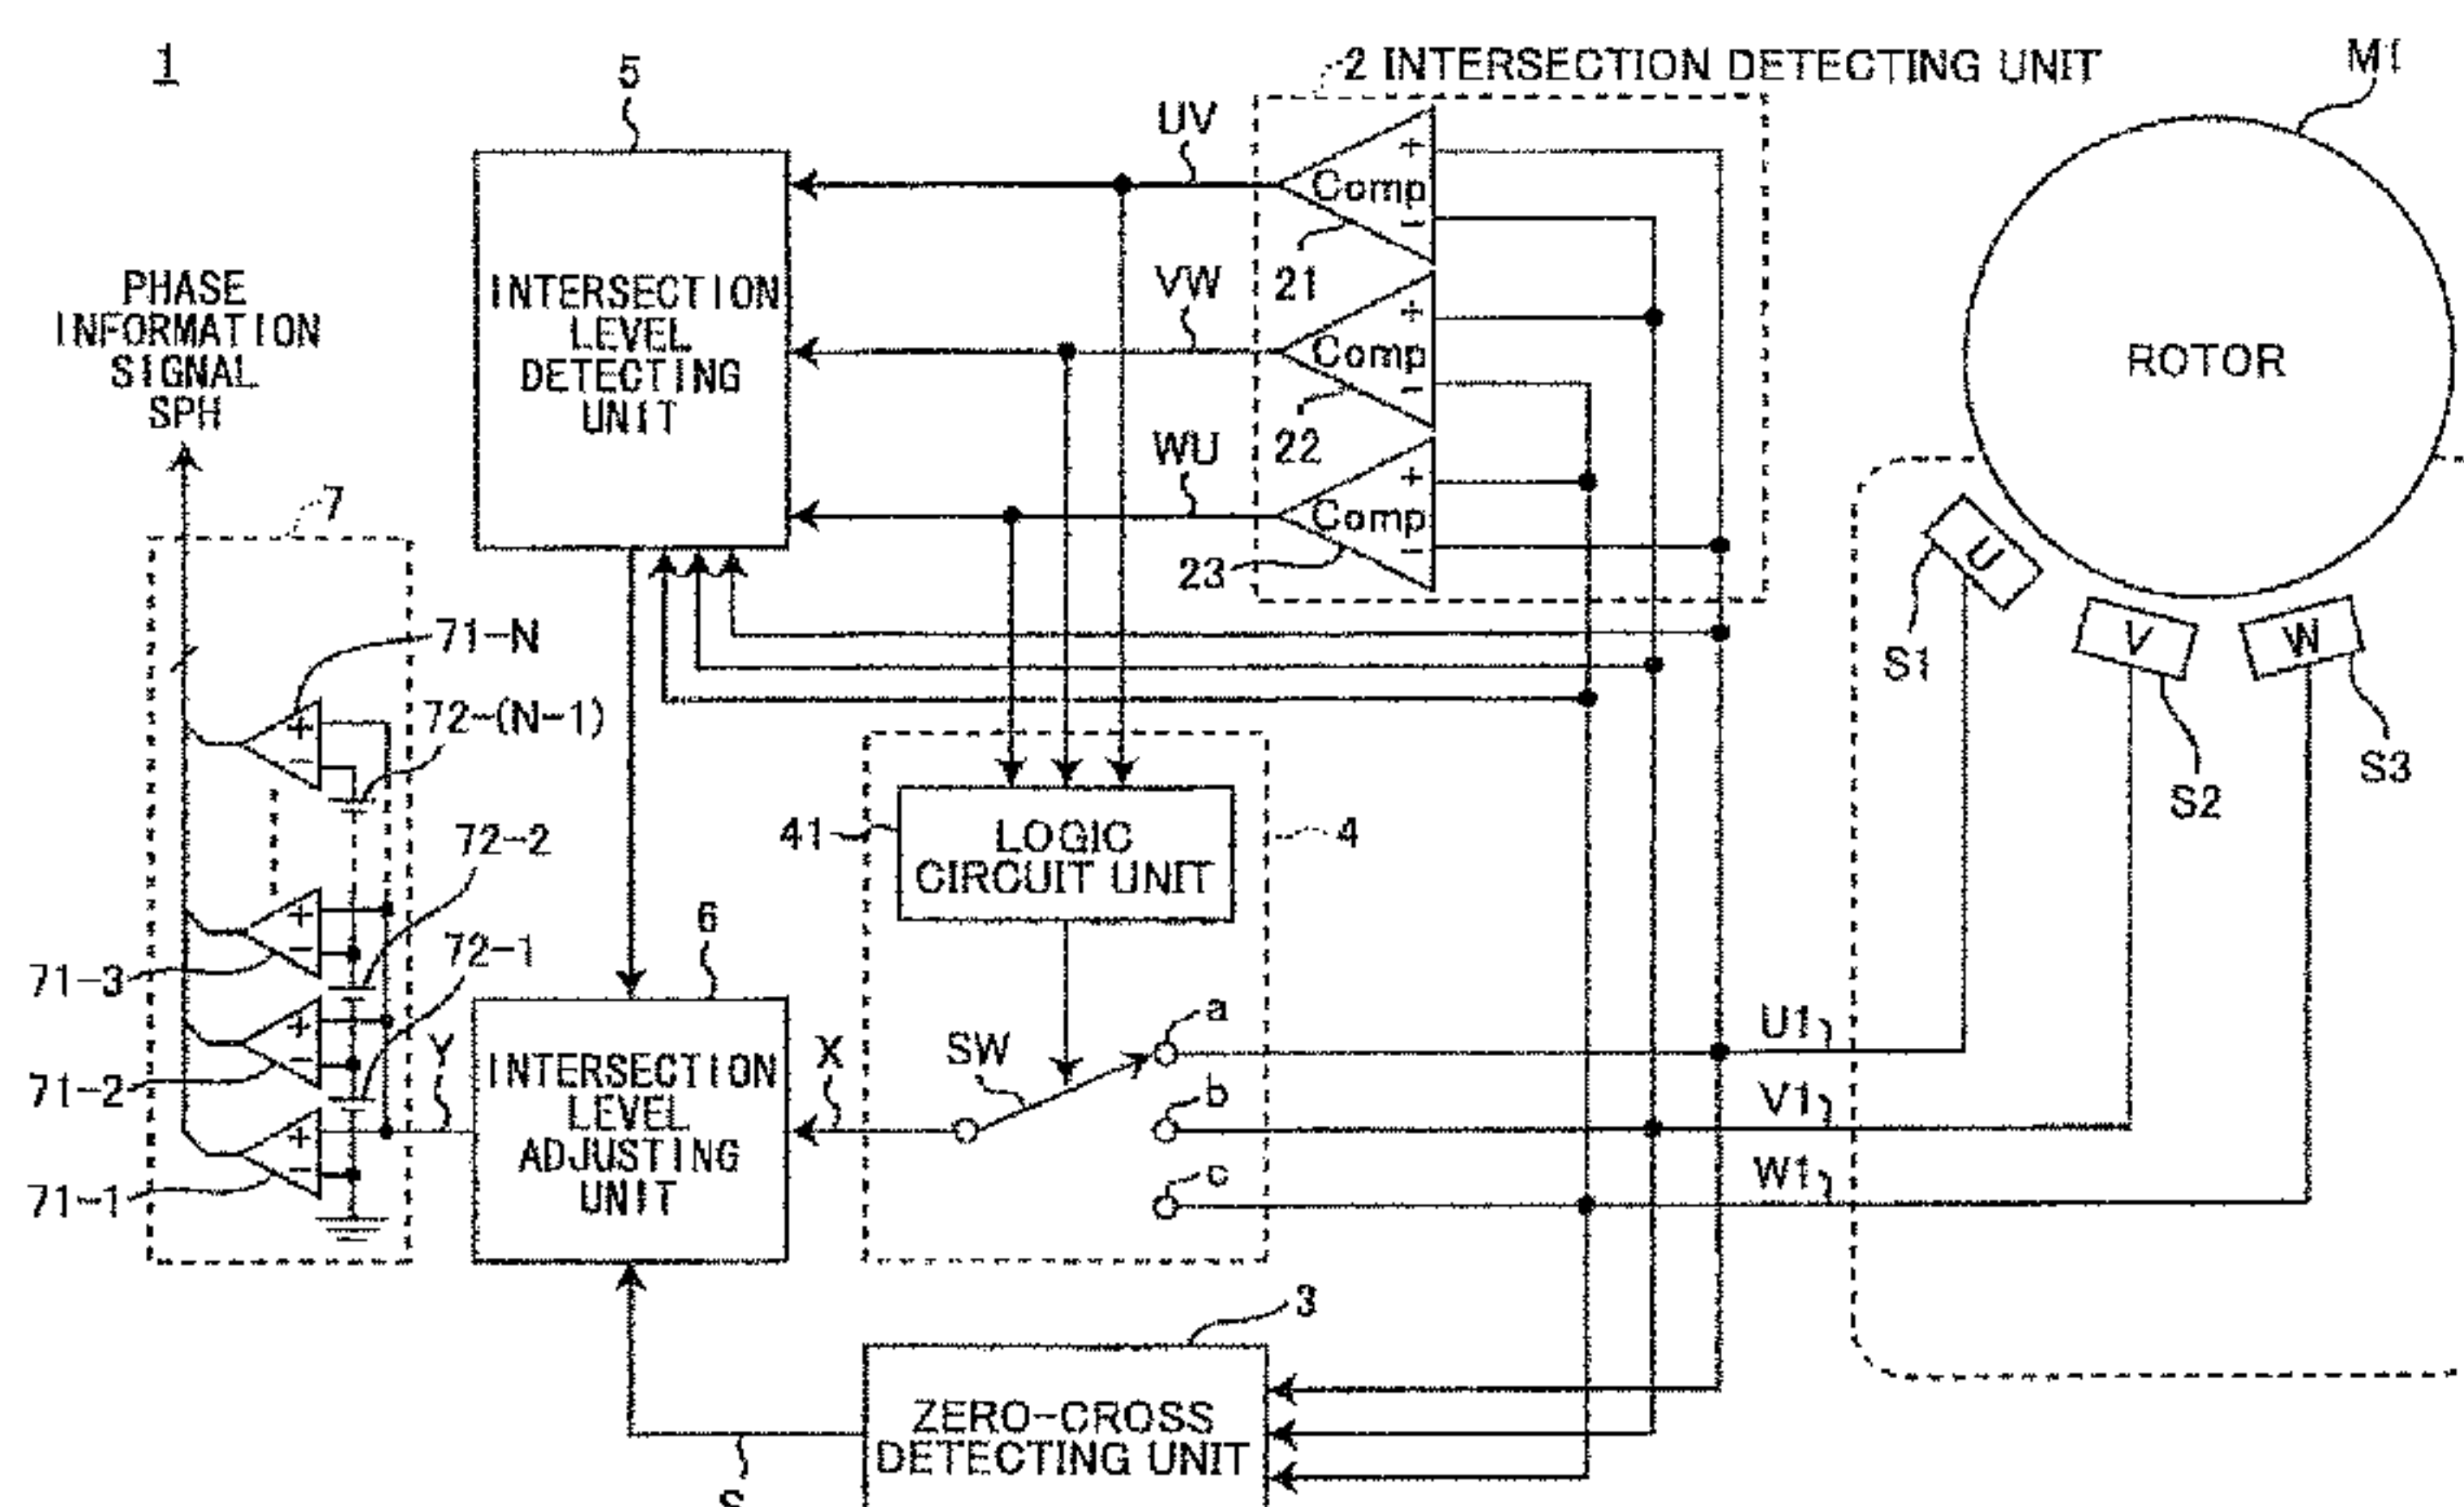 1
5
2 INTERSECTION DETECTING UNIT
M1
UV
+
Comp
−
21
PHASE
INFORMATION
SIGNAL
SPH
INTERSECTION
LEVEL
DETECTING
UNIT
VW
+
Comp
−
22
ROTOR
WU
+
Comp
−
23
7
U
V
W
S1
S2
S3
71-N
72-(N-1)
+
−
41
LOGIC
CIRCUIT UNIT
4
72-2
+
−
71-3
72-1
6
+
−
71-2
Y
INTERSECTION
LEVEL
ADJUSTING
UNIT
X
SW
a
b
c
U1
V1
W1
+
−
71-1
3
ZERO-CROSS
DETECTING UNIT
S